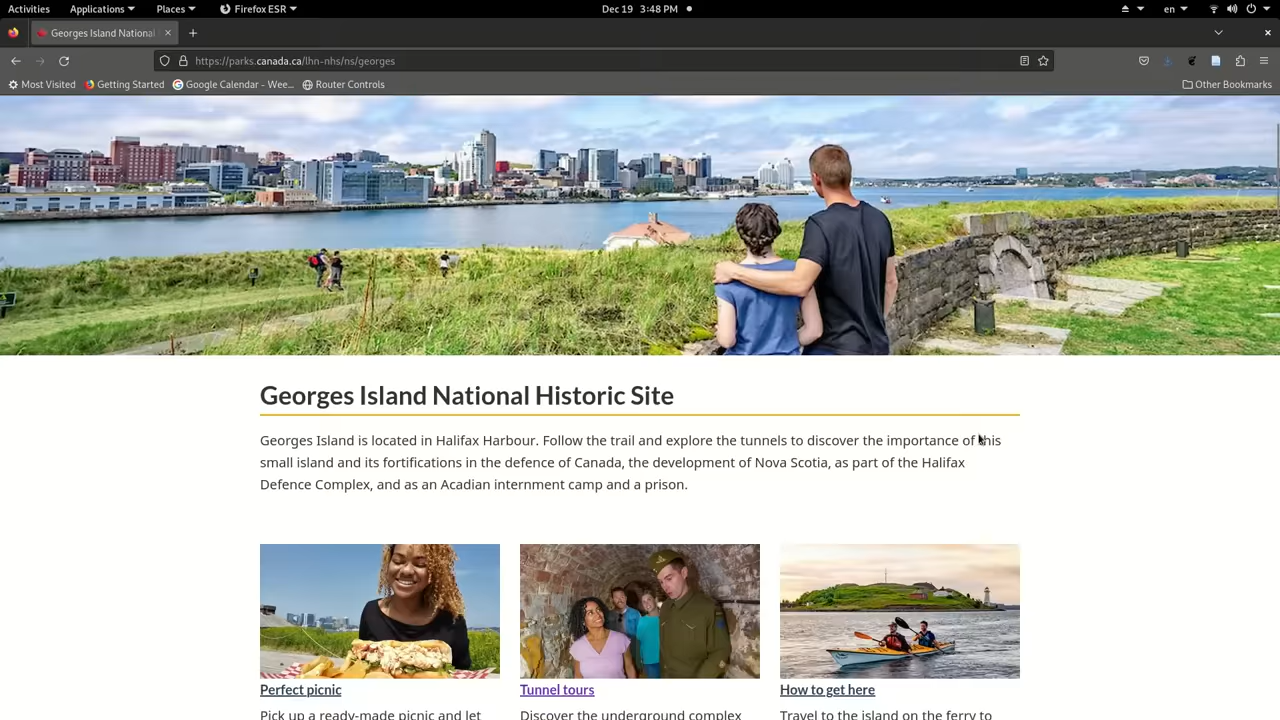 Activities Applications Places Firefox ESR Dec 19 3:48 PM en
Georges Island National
https://parks.canada.ca/lhn-nhs/ns/georges
Most Visited Getting Started Google Calendar - Wee... Router Controls Other Bookmarks
Georges Island National Historic Site
Georges Island is located in Halifax Harbour. Follow the trail and explore the tunnels to discover the importance of this
small island and its fortifications in the defence of Canada, the development of Nova Scotia, as part of the Halifax
Defence Complex, and as an Acadian internment camp and a prison.
Perfect picnic
Pick up a ready-made picnic and let
Tunnel tours
Discover the underground complex
How to get here
Travel to the island on the ferry to